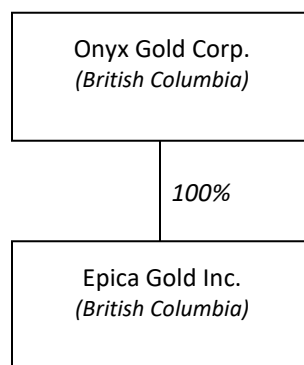 Onyx Gold Corp.
(British Columbia)
100%
Epica Gold Inc.
(British Columbia)